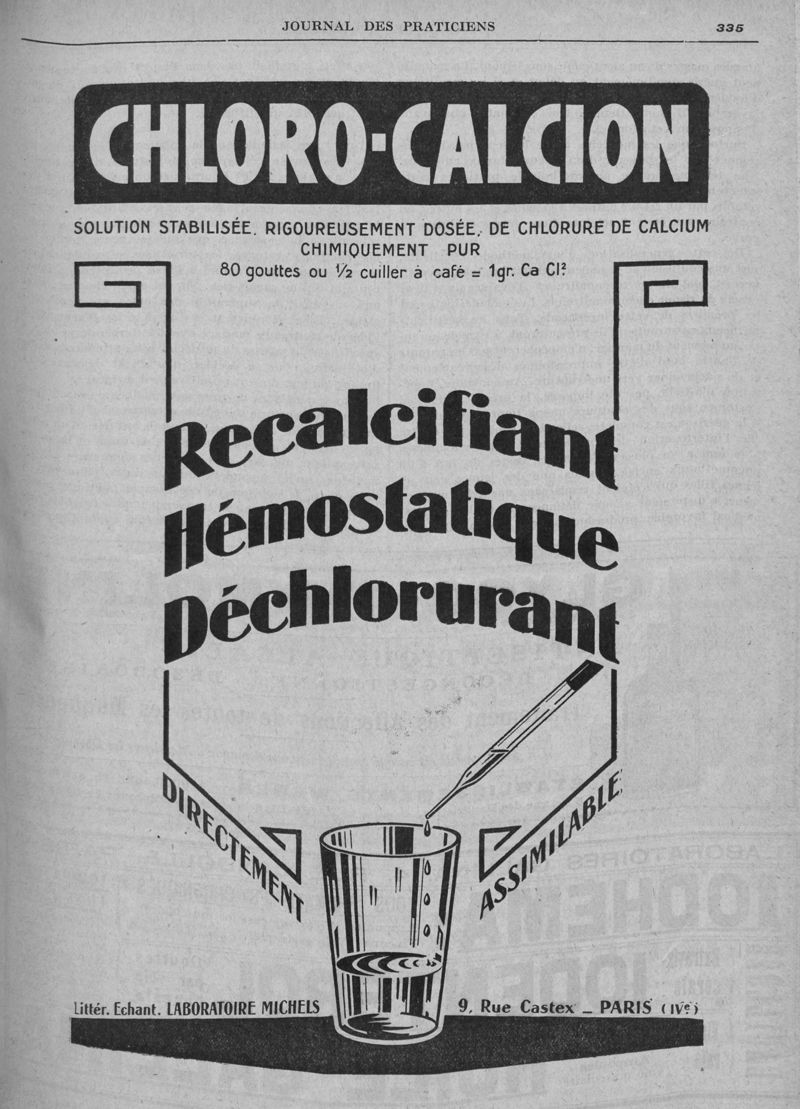 JOURNAL DES PRATICIENS 335
CHLORO-CALCION
SOLUTION STABILISÉE, RIGOUREUSEMENT DOSÉE, DE CHLORURE DE CALCIUM
CHIMIQUEMENT PUR
80 gouttes ou ½ cuiller à café = 1gr. Ca Cl²
Recalcifiant
Hémostatique
Déchlorurant
DIRECTEMENT
ASSIMILABLE
Littér. Echant. LABORATOIRE MICHELS 9, Rue Castex _ PARIS (IVe)